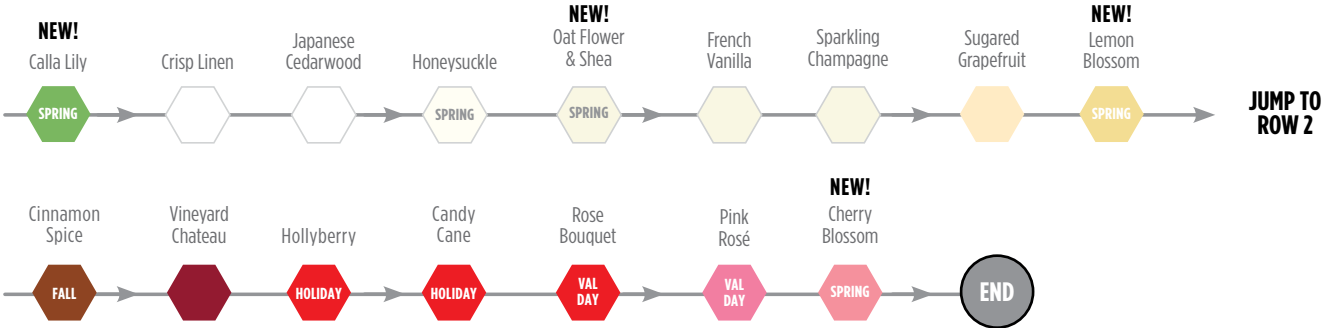 NEW!
Calla Lily
SPRING
Crisp Linen
Japanese
Cedarwood
Honeysuckle
SPRING
NEW!
Oat Flower
& Shea
SPRING
French
Vanilla
Sparkling
Champagne
Sugared
Grapefruit
NEW!
Lemon
Blossom
SPRING
JUMP TO
ROW 2
Cinnamon
Spice
FALL
Vineyard
Chateau
Hollyberry
HOLIDAY
Candy
Cane
HOLIDAY
Rose
Bouquet
VAL
DAY
Pink
Rosé
VAL
DAY
NEW!
Cherry
Blossom
SPRING
END